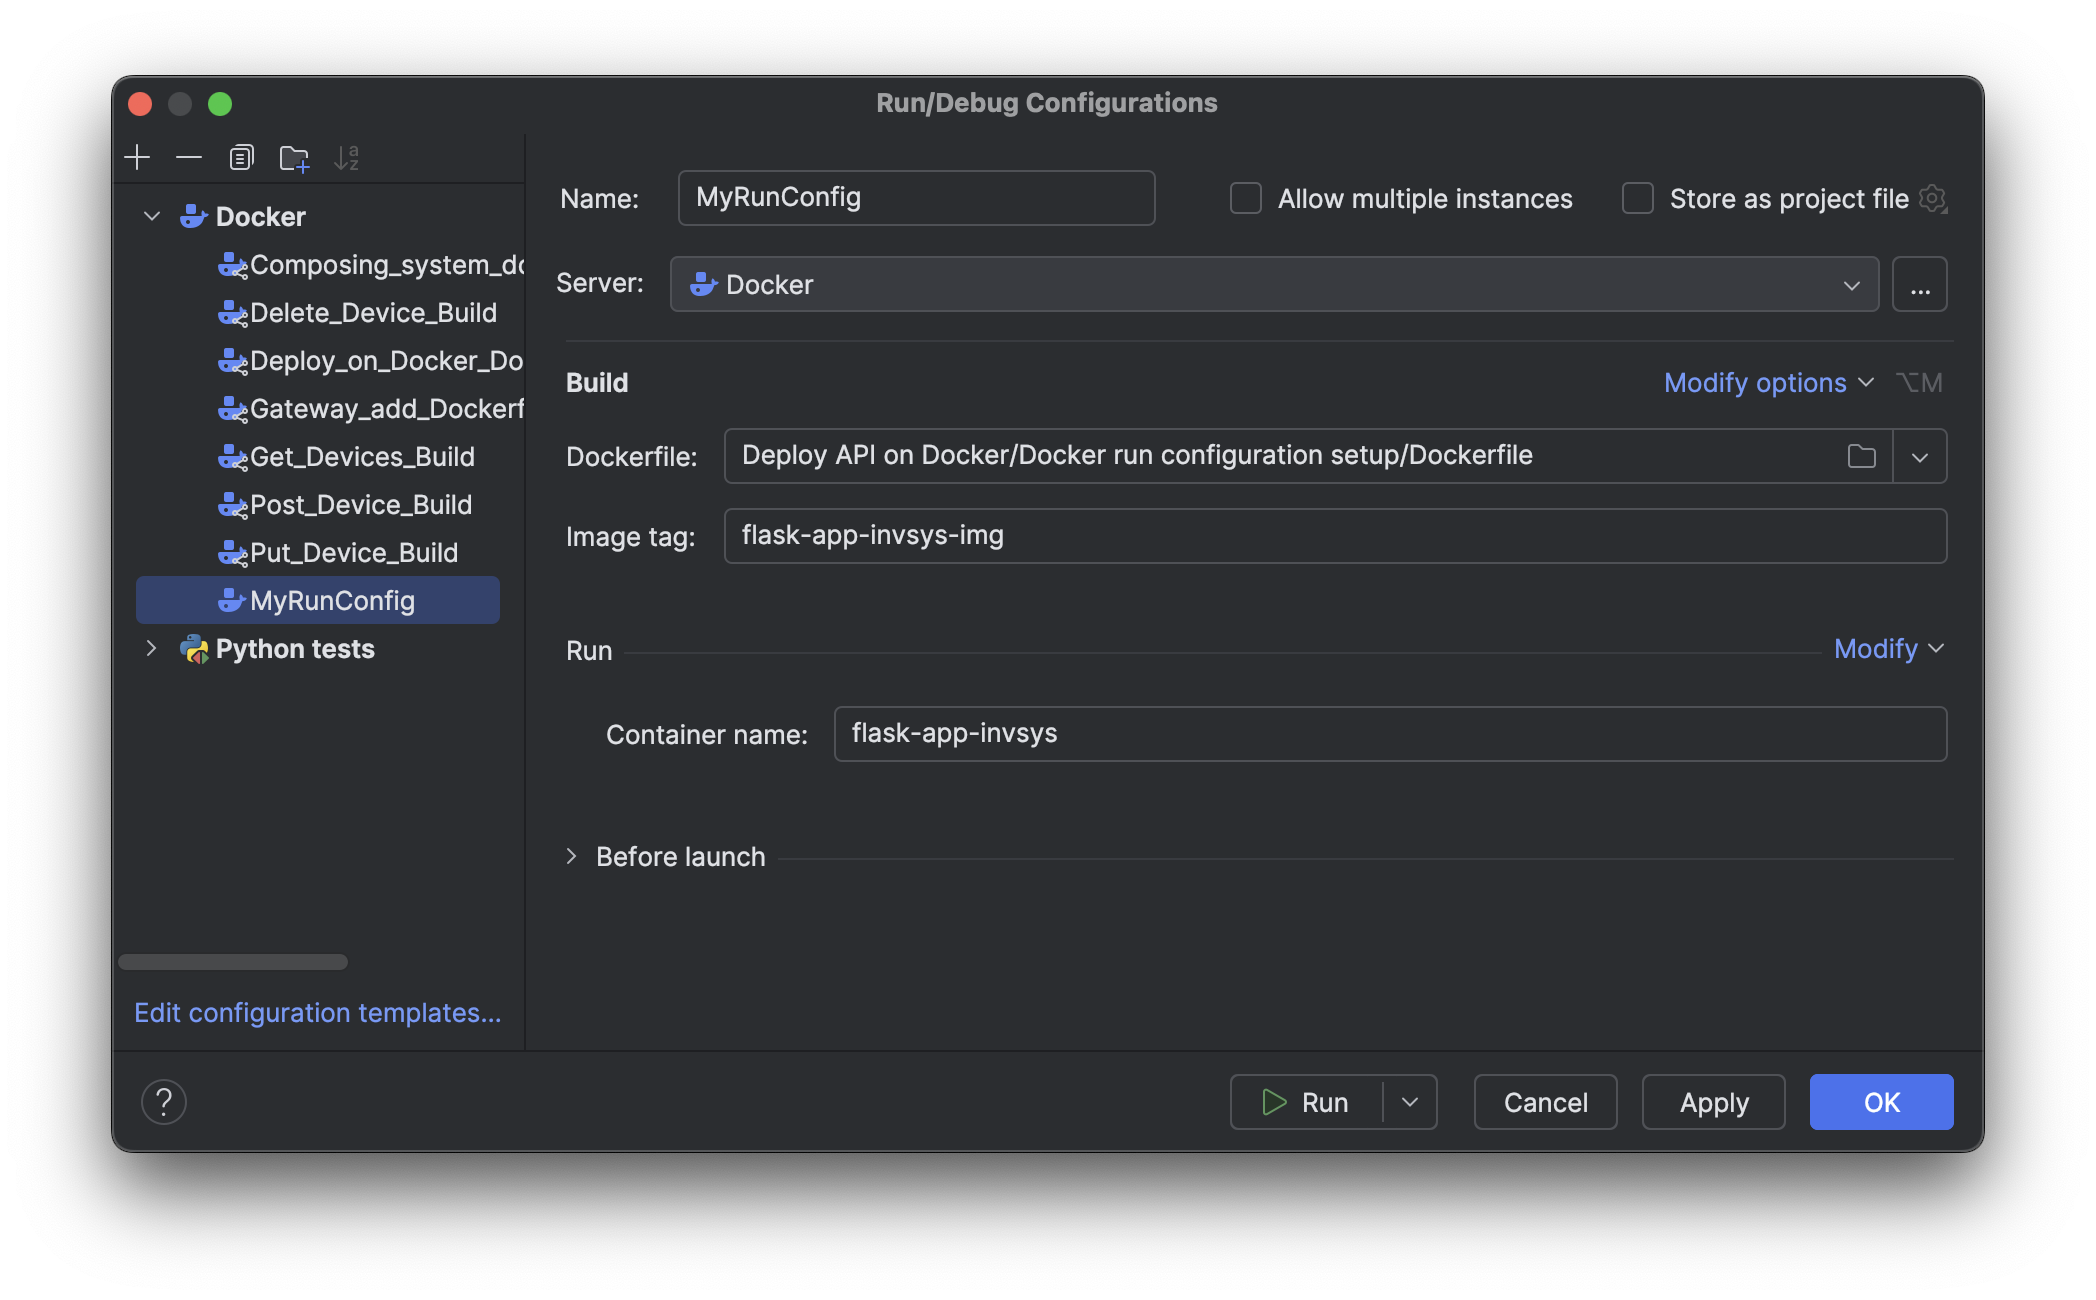 Run/Debug Configurations
Docker
Composing_system_do
Delete_Device_Build
Deploy_on_Docker_Do
Gateway_add_Dockerf
Get_Devices_Build
Post_Device_Build
Put_Device_Build
MyRunConfig
Python tests
Edit configuration templates...
Name: MyRunConfig Allow multiple instances Store as project file
Server: Docker ...
Build Modify options ⌥M
Dockerfile: Deploy API on Docker/Docker run configuration setup/Dockerfile
Image tag: flask-app-invsys-img
Run Modify
Container name: flask-app-invsys
Before launch
? Run Cancel Apply OK